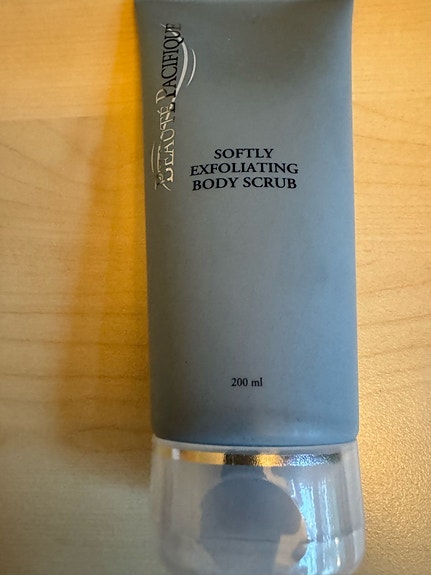 BEAUTÉ PACIFIQUE
SOFTLY
EXFOLIATING
BODY SCRUB
200 ml